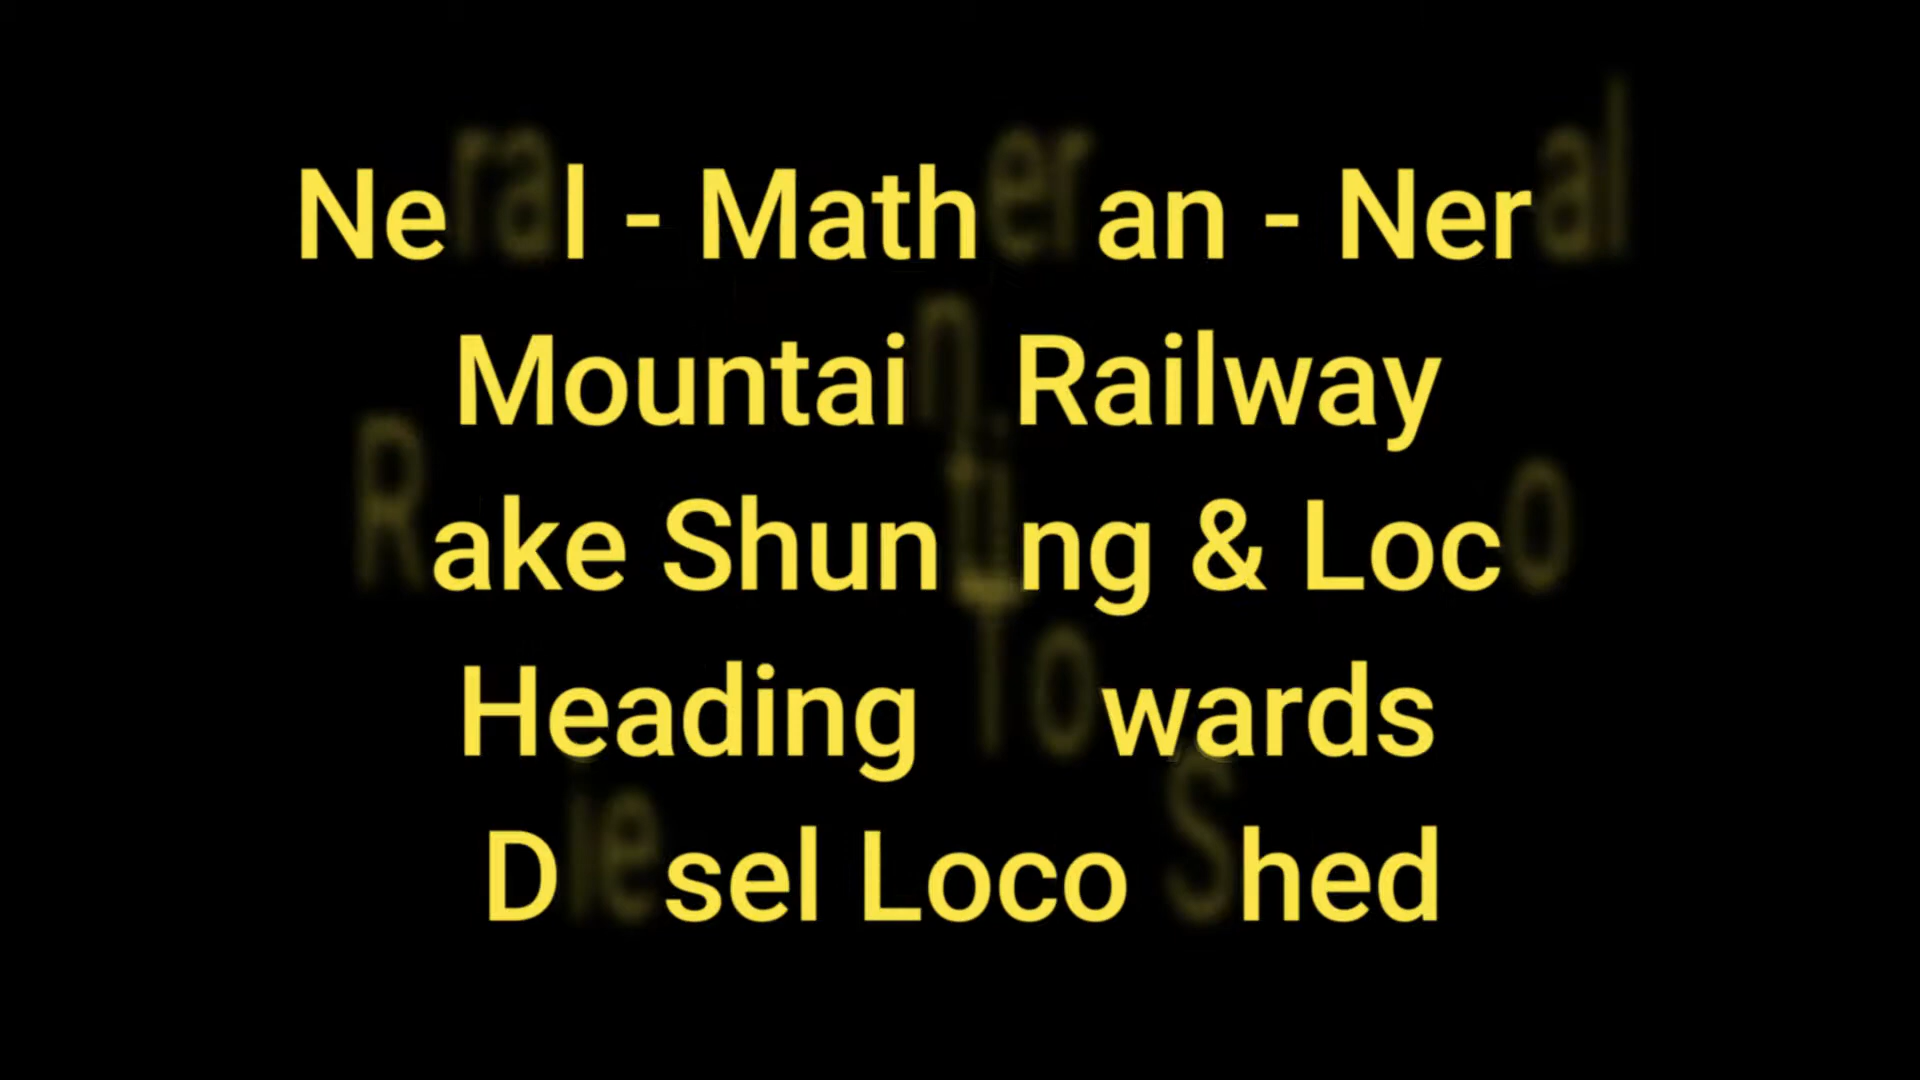 Neral - Matheran - Neral
Mountain Railway
Rake Shunting & Loco
Heading Towards
Diesel Loco Shed